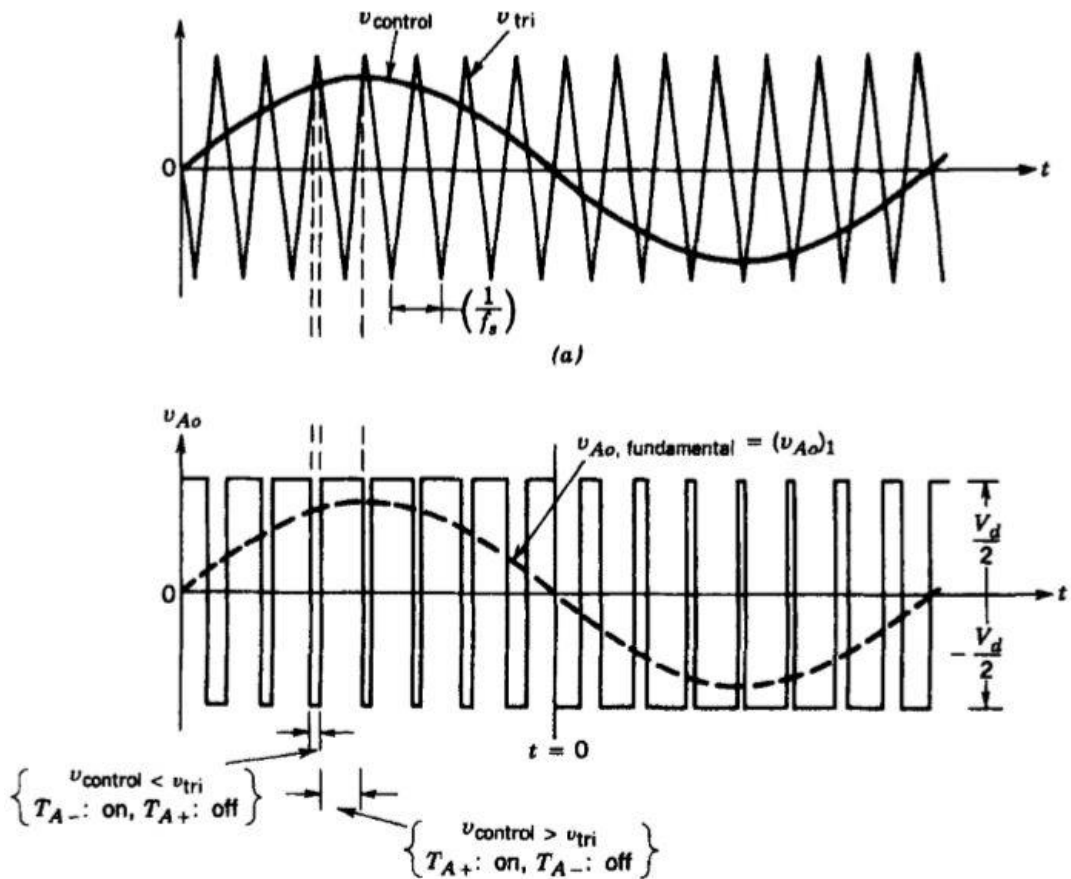 v_control
v_tri
0
t
(1/f_s)
(a)
v_Ao
v_Ao, fundamental = (v_Ao)_1
V_d/2
0
t
-V_d/2
t = 0
{ v_control < v_tri
T_A-: on, T_A+: off }
{ v_control > v_tri
T_A+: on, T_A-: off }